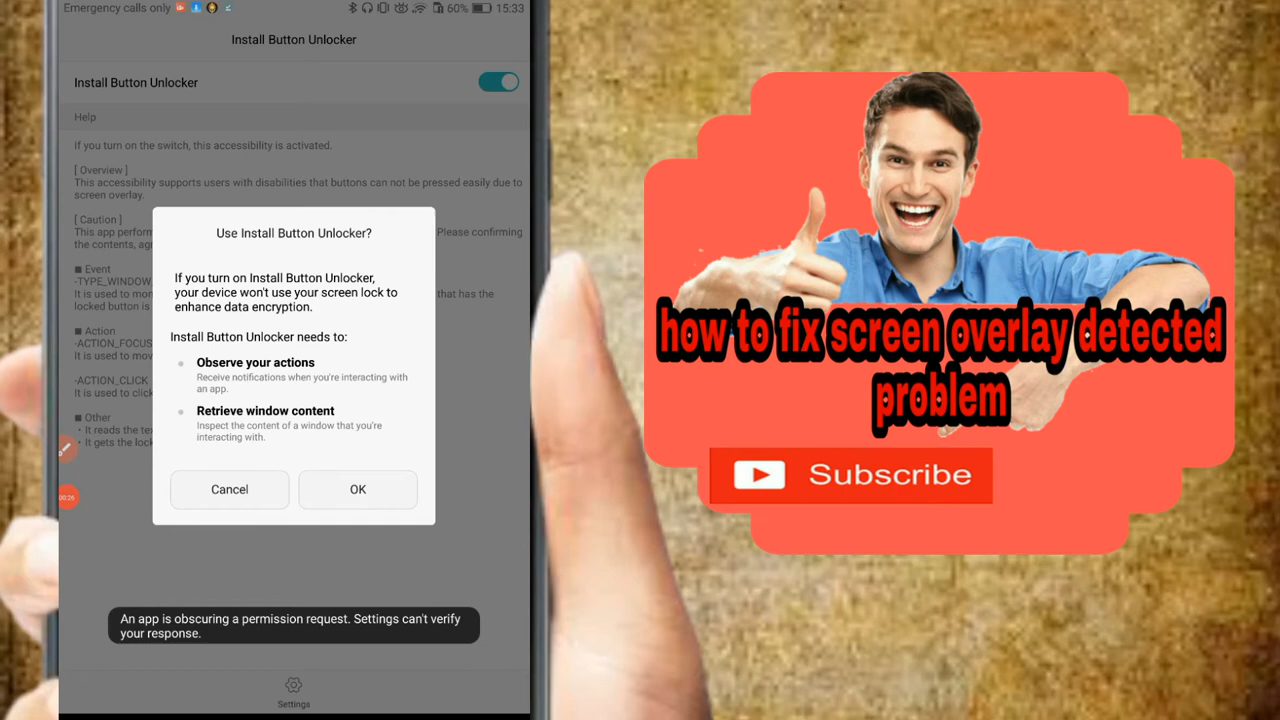 Emergency calls only
60% 15:33
Install Button Unlocker
Install Button Unlocker
Help
If you turn on the switch, this accessibility is activated.
[ Overview ]
This accessibility supports users with disabilities that buttons can not be pressed easily due to
screen overlay.
[ Caution ]
This app perform Please confirming
the contents, agr
■ Event
-TYPE_WINDOW
It is used to mon that has the
locked button is
■ Action
-ACTION_FOCUS
It is used to mov
-ACTION_CLICK
It is used to click
■ Other
・It reads the tex
・It gets the lock
Use Install Button Unlocker?
If you turn on Install Button Unlocker,
your device won't use your screen lock to
enhance data encryption.
Install Button Unlocker needs to:
Observe your actions
Receive notifications when you're interacting with
an app.
Retrieve window content
Inspect the content of a window that you're
interacting with.
Cancel OK
00:26
An app is obscuring a permission request. Settings can't verify
your response.
Settings
how to fix screen overlay detected
problem
Subscribe